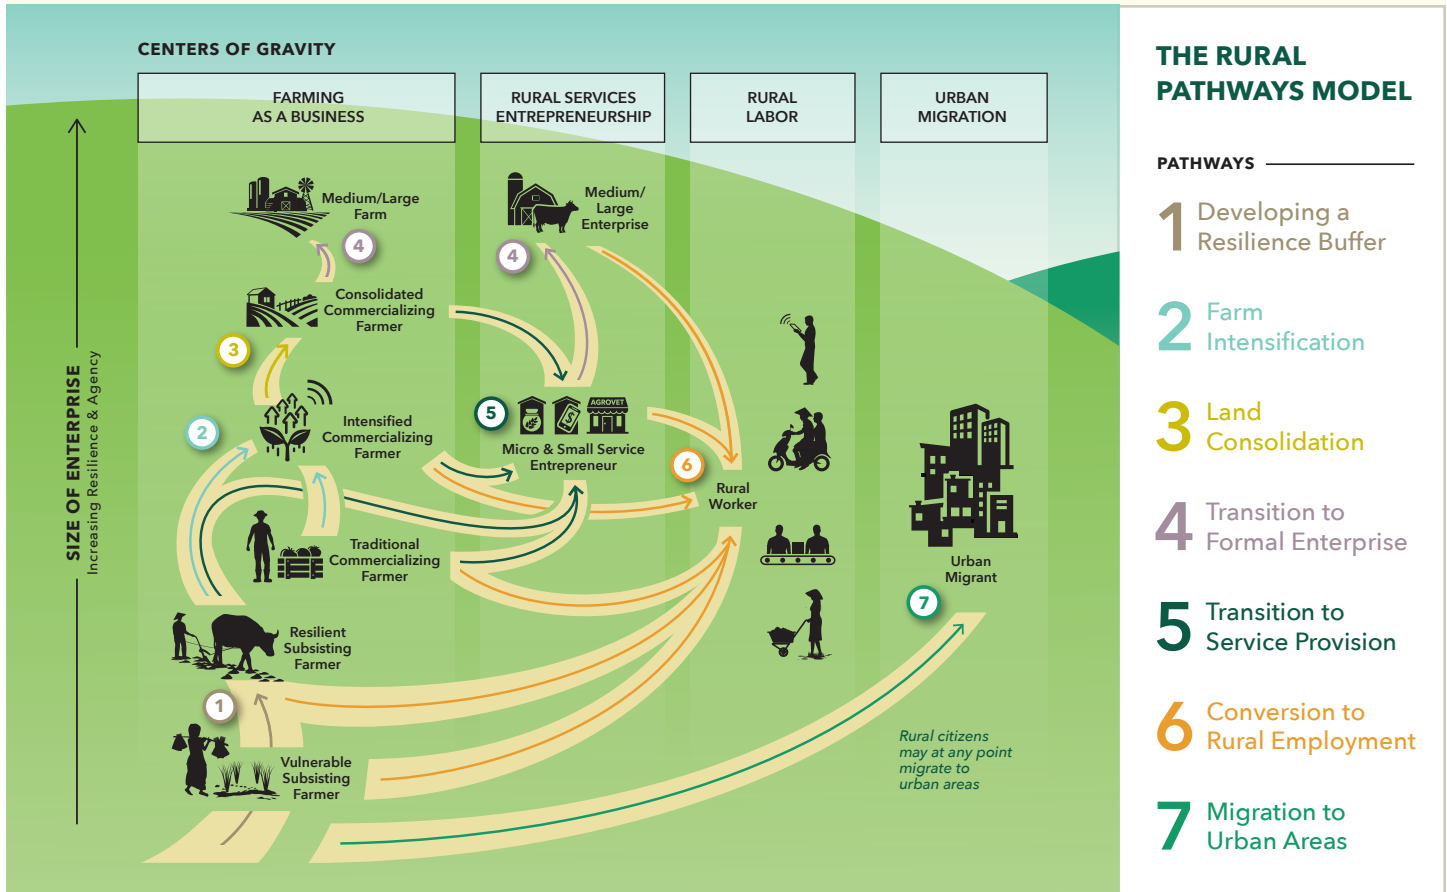 CENTERS OF GRAVITY
FARMING
AS A BUSINESS
RURAL SERVICES
ENTREPRENEURSHIP
RURAL
LABOR
URBAN
MIGRATION
SIZE OF ENTERPRISE
Increasing Resilience & Agency
Medium/Large
Farm
4
Consolidated
Commercializing
Farmer
3
Intensified
Commercializing
Farmer
2
Traditional
Commercializing
Farmer
Resilient
Subsisting
Farmer
1
Vulnerable
Subsisting
Farmer
Medium/
Large
Enterprise
4
5
AGROVET
$
Micro & Small Service
Entrepreneur
6
Rural
Worker
Urban
Migrant
7
Rural citizens
may at any point
migrate to
urban areas
THE RURAL
PATHWAYS MODEL
PATHWAYS
1 Developing a
Resilience Buffer
2 Farm
Intensification
3 Land
Consolidation
4 Transition to
Formal Enterprise
5 Transition to
Service Provision
6 Conversion to
Rural Employment
7 Migration to
Urban Areas